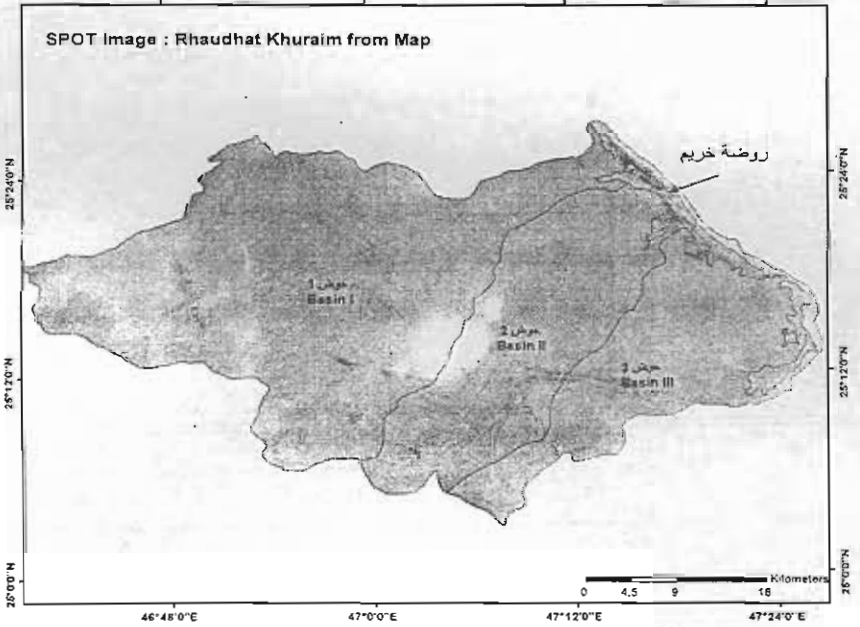 SPOT Image : Rhaudhat Khuraim from Map
روضة خريم
25°24'0"N
25°24'0"N
حوض 1
Basin I
حوض 2
Basin II
حوض 3
Basin III
25°12'0"N
25°12'0"N
Kilometers
0 4.5 9 18
25°0'0"N
25°0'0"N
46°48'0"E
47°0'0"E
47°12'0"E
47°24'0"E